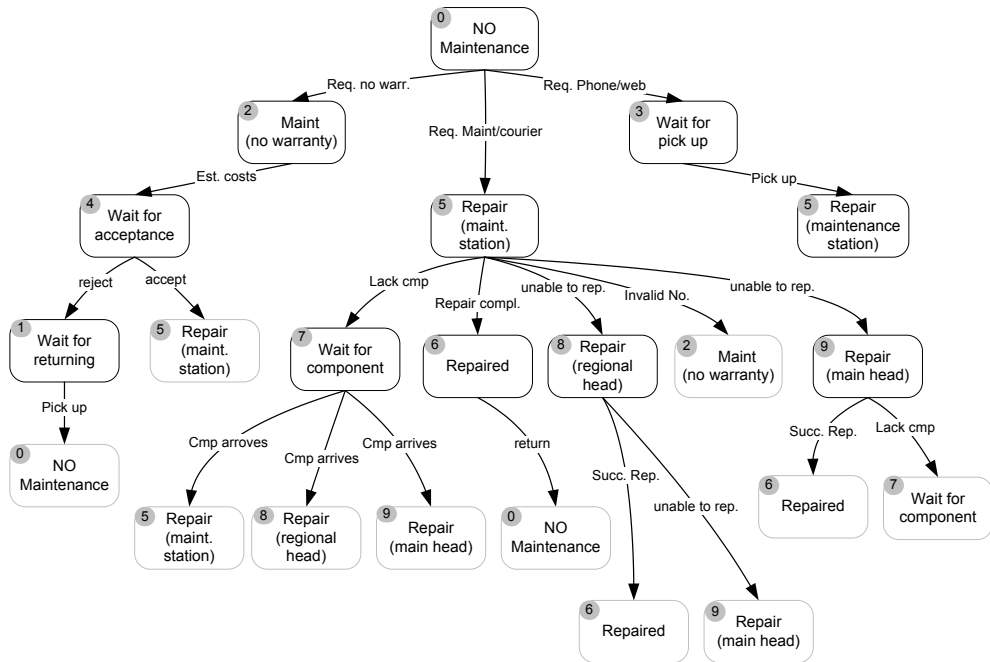 0
NO
Maintenance
Req. no warr.
Req. Phone/web
Req. Maint/courier
2
Maint
(no warranty)
3
Wait for
pick up
Est. costs
Pick up
4
Wait for
acceptance
5
Repair
(maint.
station)
5
Repair
(maintenance
station)
reject
accept
Lack cmp
Repair compl.
unable to rep.
Invalid No.
unable to rep.
1
Wait for
returning
5
Repair
(maint.
station)
7
Wait for
component
6
Repaired
8
Repair
(regional
head)
2
Maint
(no warranty)
9
Repair
(main head)
Pick up
Cmp arroves
Cmp arrives
Cmp arrives
return
Succ. Rep.
unable to rep.
Succ. Rep.
Lack cmp
0
NO
Maintenance
5
Repair
(maint.
station)
8
Repair
(regional
head)
9
Repair
(main head)
0
NO
Maintenance
6
Repaired
7
Wait for
component
6
Repaired
9
Repair
(main head)